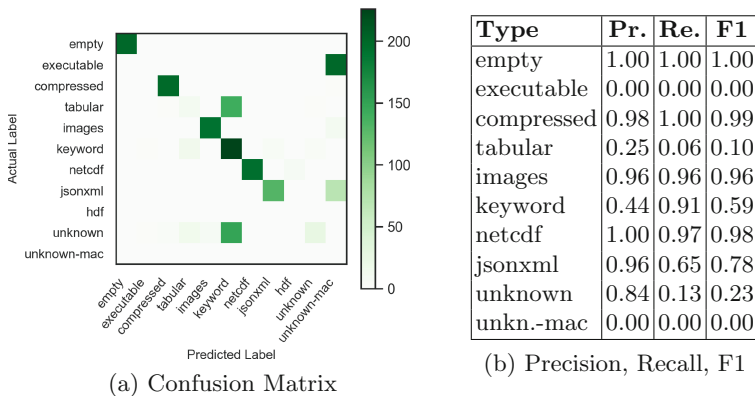 empty
executable
compressed
tabular
images
keyword
netcdf
jsonxml
hdf
unknown
unknown-mac
Actual Label
empty
executable
compressed
tabular
images
keyword
netcdf
jsonxml
hdf
unknown
unknown-mac
Predicted Label
200
150
100
50
0
(a) Confusion Matrix
Type Pr. Re. F1
empty 1.00 1.00 1.00
executable 0.00 0.00 0.00
compressed 0.98 1.00 0.99
tabular 0.25 0.06 0.10
images 0.96 0.96 0.96
keyword 0.44 0.91 0.59
netcdf 1.00 0.97 0.98
jsonxml 0.96 0.65 0.78
unknown 0.84 0.13 0.23
unkn.-mac 0.00 0.00 0.00
(b) Precision, Recall, F1